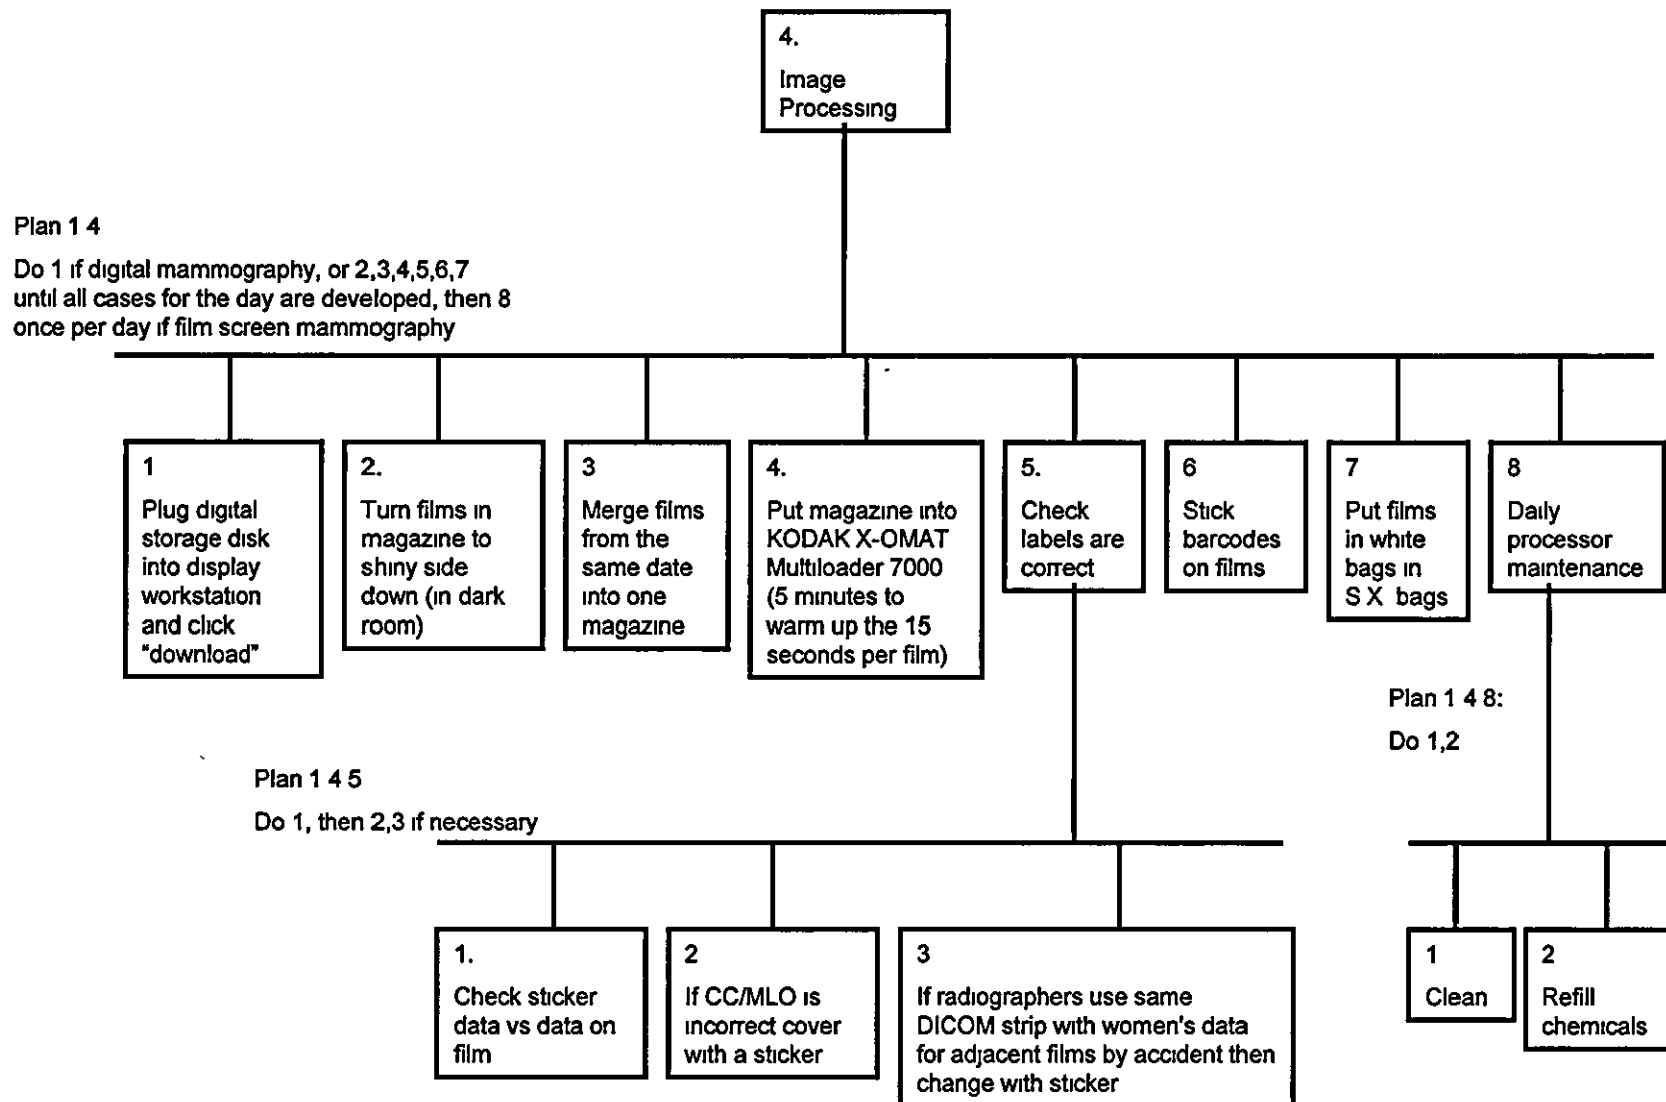 4.
Image
Processing
Plan 1 4
Do 1 if digital mammography, or 2,3,4,5,6,7
until all cases for the day are developed, then 8
once per day if film screen mammography
1
Plug digital
storage disk
into display
workstation
and click
"download"
2.
Turn films in
magazine to
shiny side
down (in dark
room)
3
Merge films
from the
same date
into one
magazine
4.
Put magazine into
KODAK X-OMAT
Multiloader 7000
(5 minutes to
warm up the 15
seconds per film)
5.
Check
labels are
correct
6
Stick
barcodes
on films
7
Put films
in white
bags in
S X bags
8
Daily
processor
maintenance
Plan 1 4 8:
Do 1,2
Plan 1 4 5
Do 1, then 2,3 if necessary
1.
Check sticker
data vs data on
film
2
If CC/MLO is
incorrect cover
with a sticker
3
If radiographers use same
DICOM strip with women's data
for adjacent films by accident then
change with sticker
1
Clean
2
Refill
chemicals